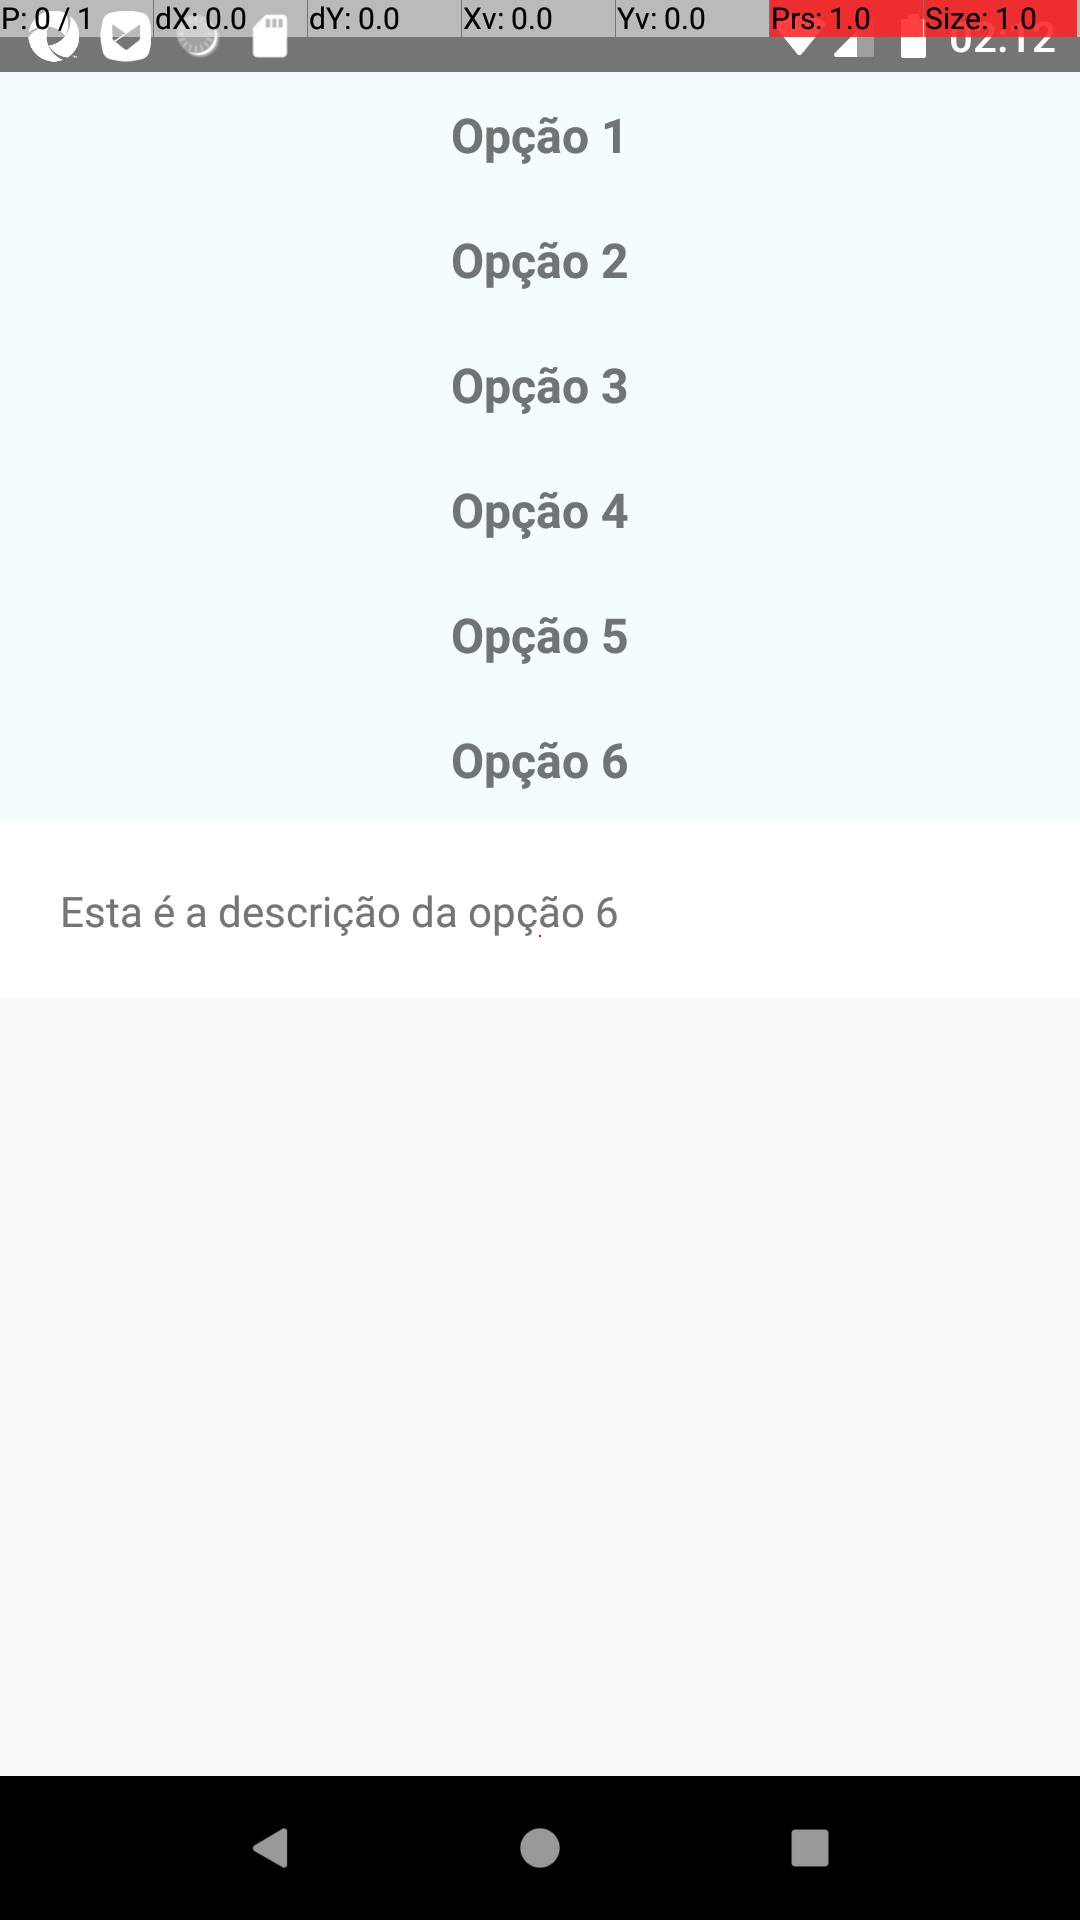 P: 0 / 1 dX: 0.0 dY: 0.0 Xv: 0.0 Yv: 0.0 Prs: 1.0 Size: 1.0
02:12
Opção 1
Opção 2
Opção 3
Opção 4
Opção 5
Opção 6
Esta é a descrição da opção 6